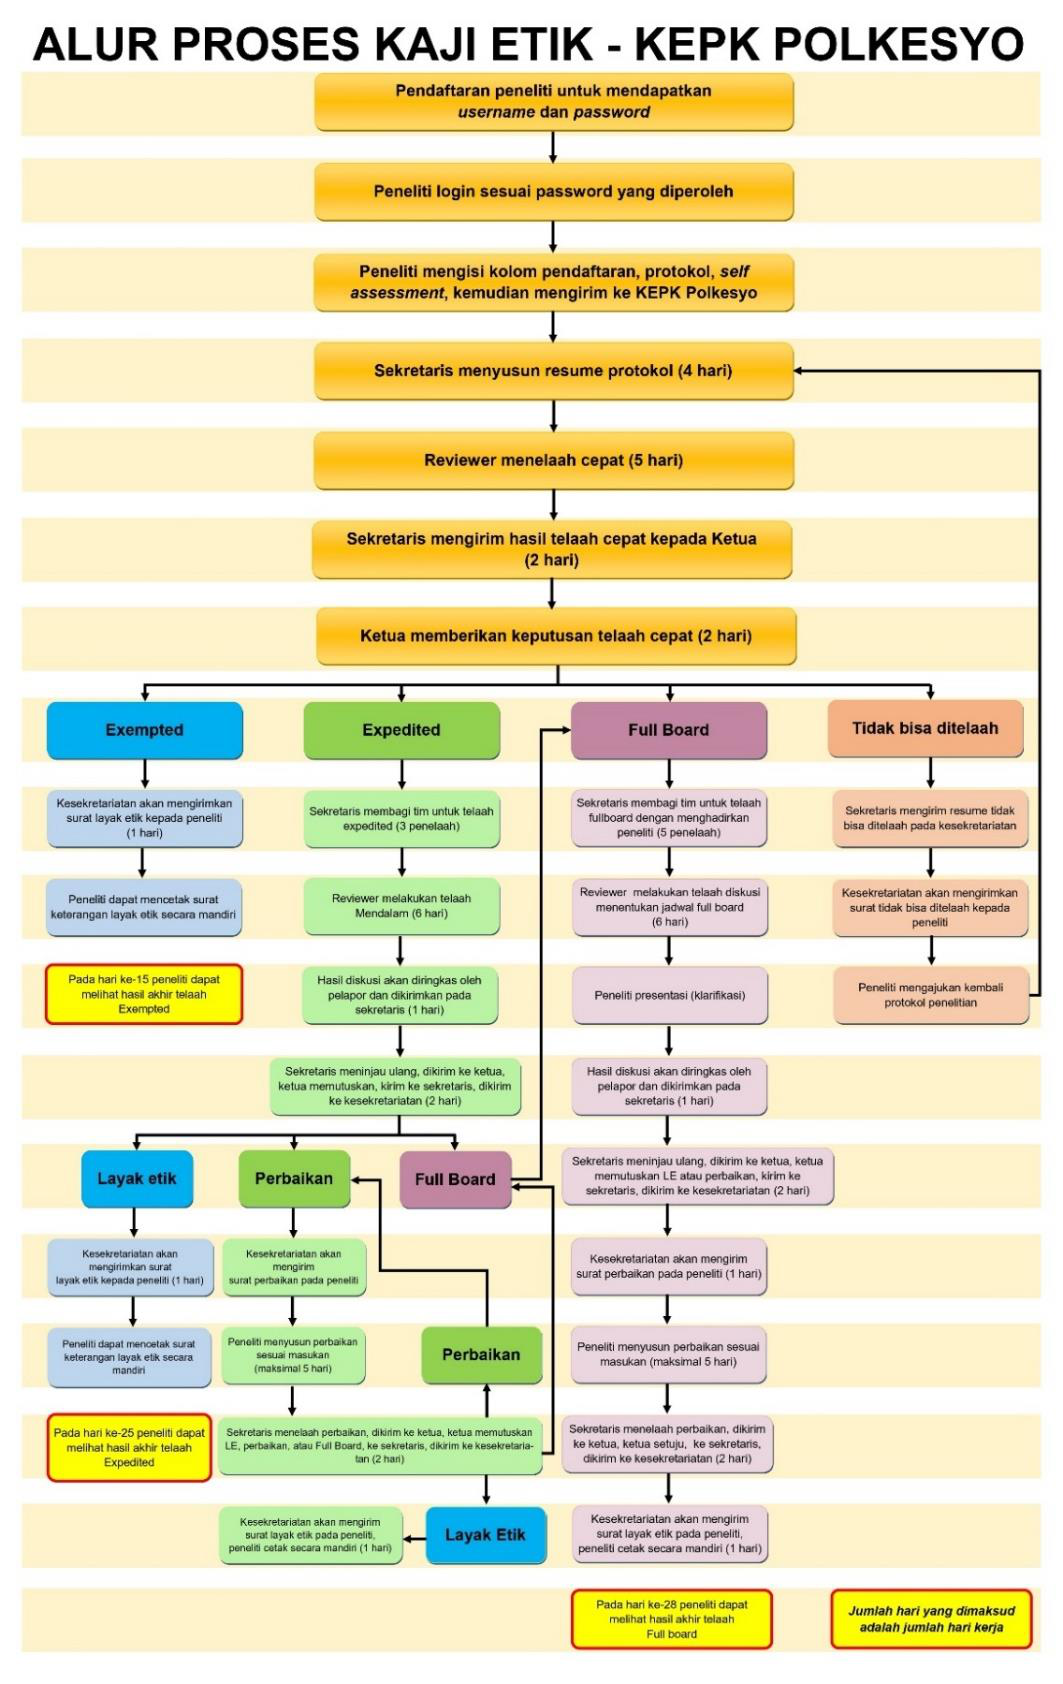 ALUR PROSES KAJI ETIK - KEPK POLKESYO
Pendaftaran peneliti untuk mendapatkan
username dan password
Peneliti login sesuai password yang diperoleh
Peneliti mengisi kolom pendaftaran, protokol, self
assessment, kemudian mengirim ke KEPK Polkesyo
Sekretaris menyusun resume protokol (4 hari)
Reviewer menelaah cepat (5 hari)
Sekretaris mengirim hasil telaah cepat kepada Ketua
(2 hari)
Ketua memberikan keputusan telaah cepat (2 hari)
Exempted
Expedited
Full Board
Tidak bisa ditelaah
Kesekretariatan akan mengirimkan
surat layak etik kepada peneliti
(1 hari)
Sekretaris membagi tim untuk telaah
expedited (3 penelaah)
Sekretaris membagi tim untuk telaah
fullboard dengan menghadirkan
peneliti (5 penelaah)
Sekretaris mengirim resume tidak
bisa ditelaah pada kesekretariatan
Peneliti dapat mencetak surat
keterangan layak etik secara mandiri
Reviewer melakukan telaah
Mendalam (6 hari)
Reviewer melakukan telaah diskusi
menentukan jadwal full board
(6 hari)
Kesekretariatan akan mengirimkan
surat tidak bisa ditelaah kepada
peneliti
Pada hari ke-15 peneliti dapat
melihat hasil akhir telaah
Exempted
Hasil diskusi akan diringkas oleh
pelapor dan dikirimkan pada
sekretaris (1 hari)
Peneliti presentasi (klarifikasi)
Peneliti mengajukan kembali
protokol penelitian
Sekretaris meninjau ulang, dikirim ke ketua,
ketua memutuskan, kirim ke sekretaris, dikirim
ke kesekretariatan (2 hari)
Hasil diskusi akan diringkas oleh
pelapor dan dikirimkan pada
sekretaris (1 hari)
Layak etik
Perbaikan
Full Board
Sekretaris meninjau ulang, dikirim ke ketua, ketua
memutuskan LE atau perbaikan, kirim ke
sekretaris, dikirim ke kesekretariatan (2 hari)
Kesekretariatan akan
mengirimkan surat
layak etik kepada peneliti (1 hari)
Kesekretariatan akan
mengirim
surat perbaikan pada peneliti
Kesekretariatan akan mengirim
surat perbaikan pada peneliti (1 hari)
Peneliti dapat mencetak surat
keterangan layak etik secara
mandiri
Peneliti menyusun perbaikan
sesuai masukan
(maksimal 5 hari)
Perbaikan
Peneliti menyusun perbaikan sesuai
masukan (maksimal 5 hari)
Pada hari ke-25 peneliti dapat
melihat hasil akhir telaah
Expedited
Sekretaris menelaah perbaikan, dikirim ke ketua, ketua memutuskan
LE, perbaikan, atau Full Board, ke sekretaris, dikirim ke kesekretaria-
tan (2 hari)
Sekretaris menelaah perbaikan, dikirim
ke ketua, ketua setuju, ke sekretaris,
dikirim ke kesekretariatan (2 hari)
Kesekretariatan akan mengirim
surat layak etik pada peneliti,
peneliti cetak secara mandiri (1 hari)
Layak Etik
Kesekretariatan akan mengirim
surat layak etik pada peneliti,
peneliti cetak secara mandiri (1 hari)
Pada hari ke-28 peneliti dapat
melihat hasil akhir telaah
Full board
Jumlah hari yang dimaksud
adalah jumlah hari kerja